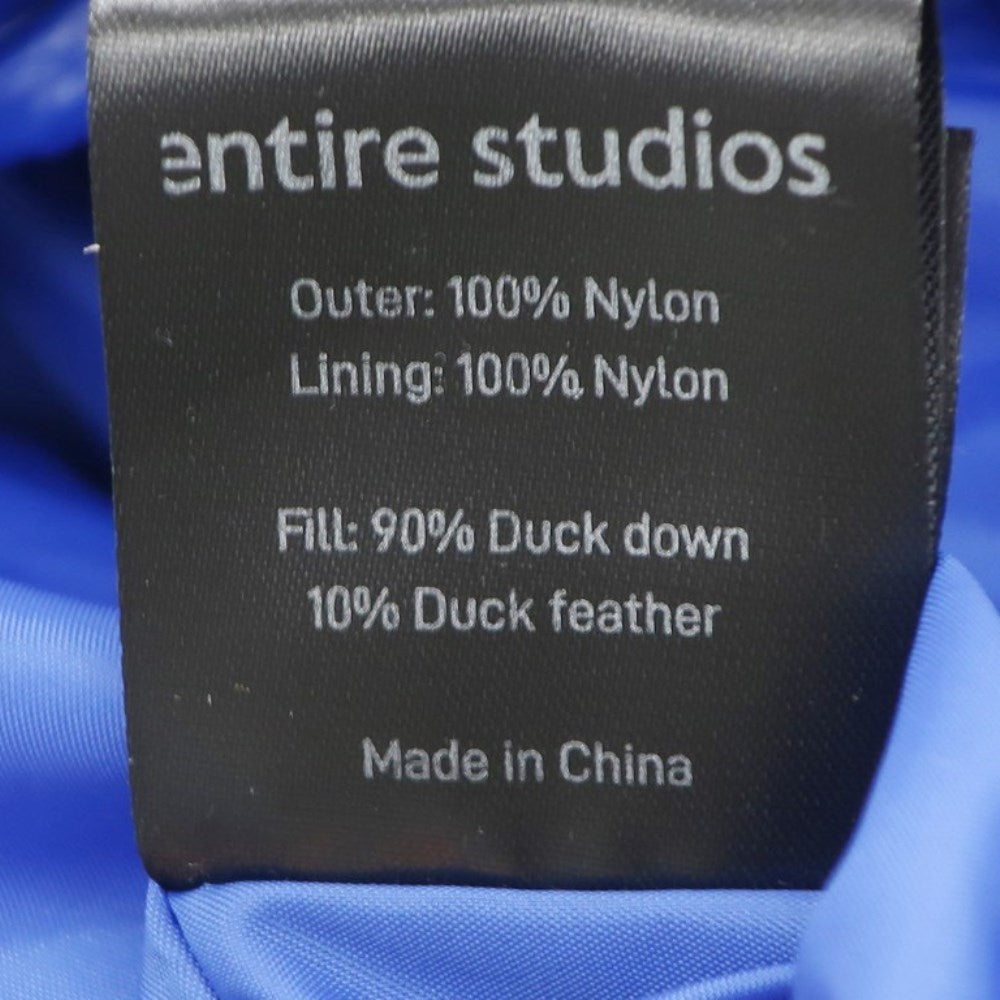 entire studios
Outer: 100% Nylon
Lining: 100% Nylon
Fill: 90% Duck down
10% Duck feather
Made in China